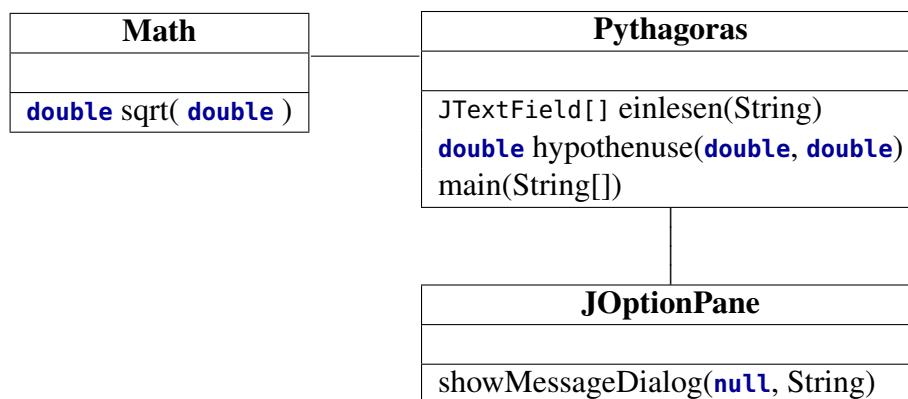 Math
double sqrt( double )
Pythagoras
JTextField[] einlesen(String)
double hypothenuse(double, double)
main(String[])
JOptionPane
showMessageDialog(null, String)